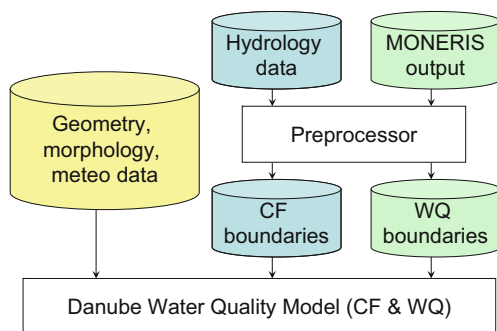 Hydrology
data
MONERIS
output
Geometry,
morphology,
meteo data
Preprocessor
CF
boundaries
WQ
boundaries
Danube Water Quality Model (CF & WQ)